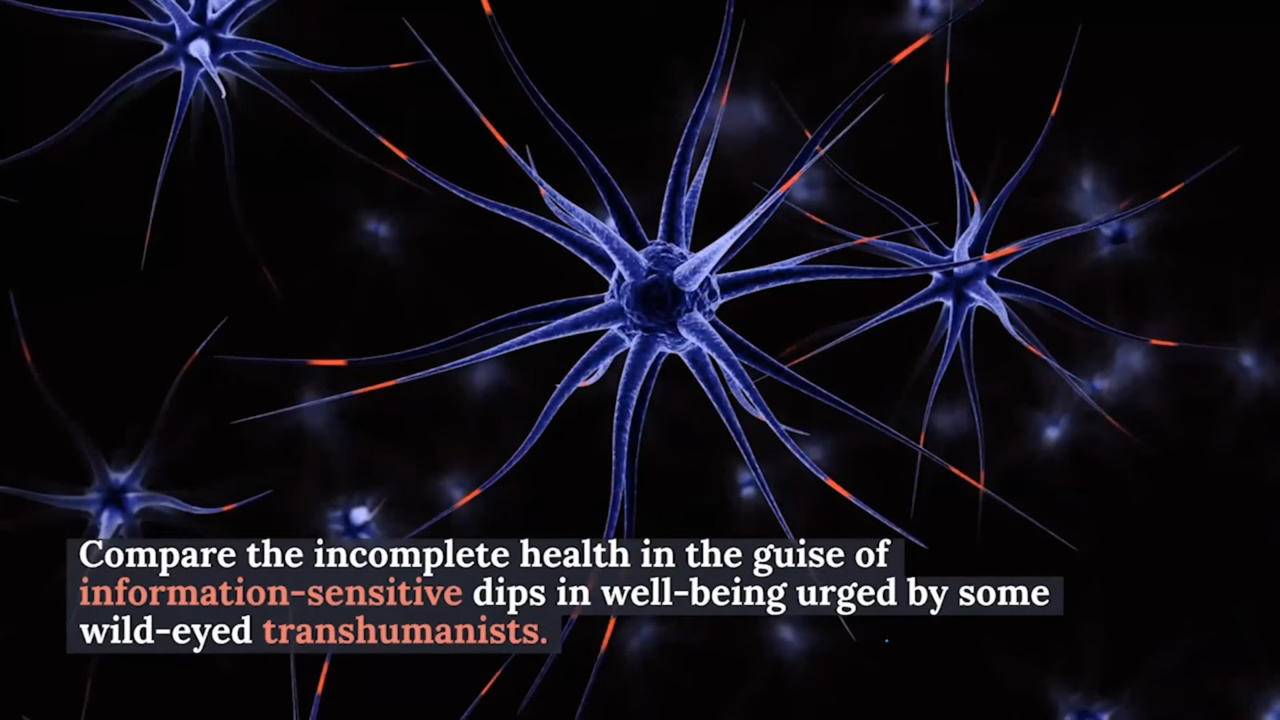 Compare the incomplete health in the guise of
information-sensitive dips in well-being urged by some
wild-eyed transhumanists.